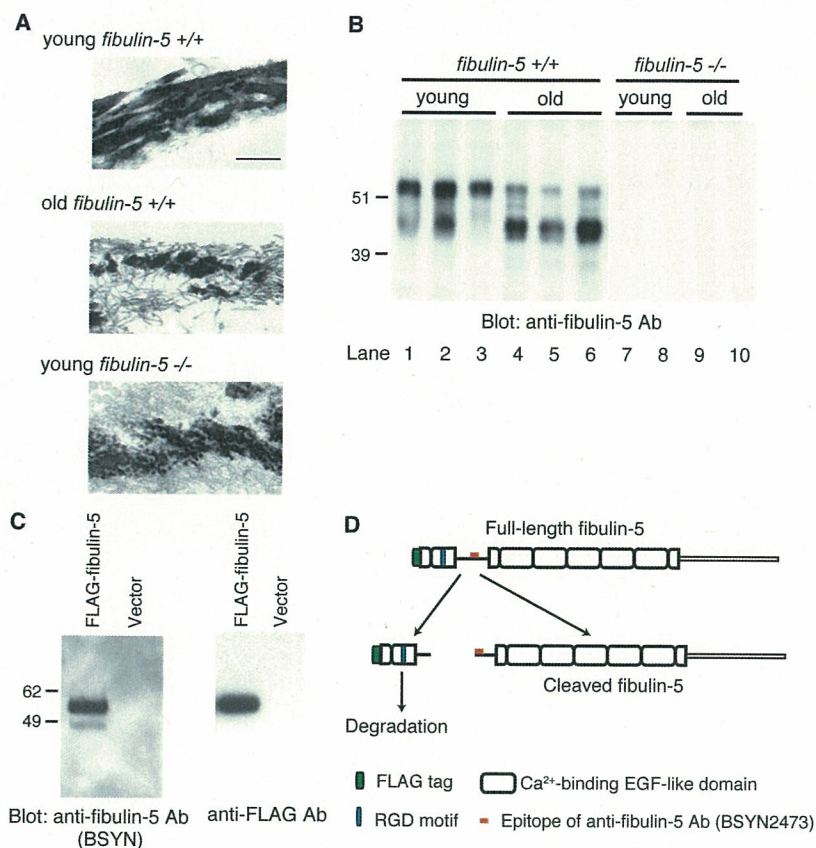 A
young fibulin-5 +/+
old fibulin-5 +/+
young fibulin-5 -/-
B
fibulin-5 +/+ fibulin-5 -/-
young old young old
51
39
Blot: anti-fibulin-5 Ab
Lane 1 2 3 4 5 6 7 8 9 10
C
FLAG-fibulin-5
Vector
FLAG-fibulin-5
Vector
62
49
Blot: anti-fibulin-5 Ab
(BSYN)
anti-FLAG Ab
D
Full-length fibulin-5
Cleaved fibulin-5
Degradation
FLAG tag
Ca²⁺-binding EGF-like domain
RGD motif
Epitope of anti-fibulin-5 Ab (BSYN2473)